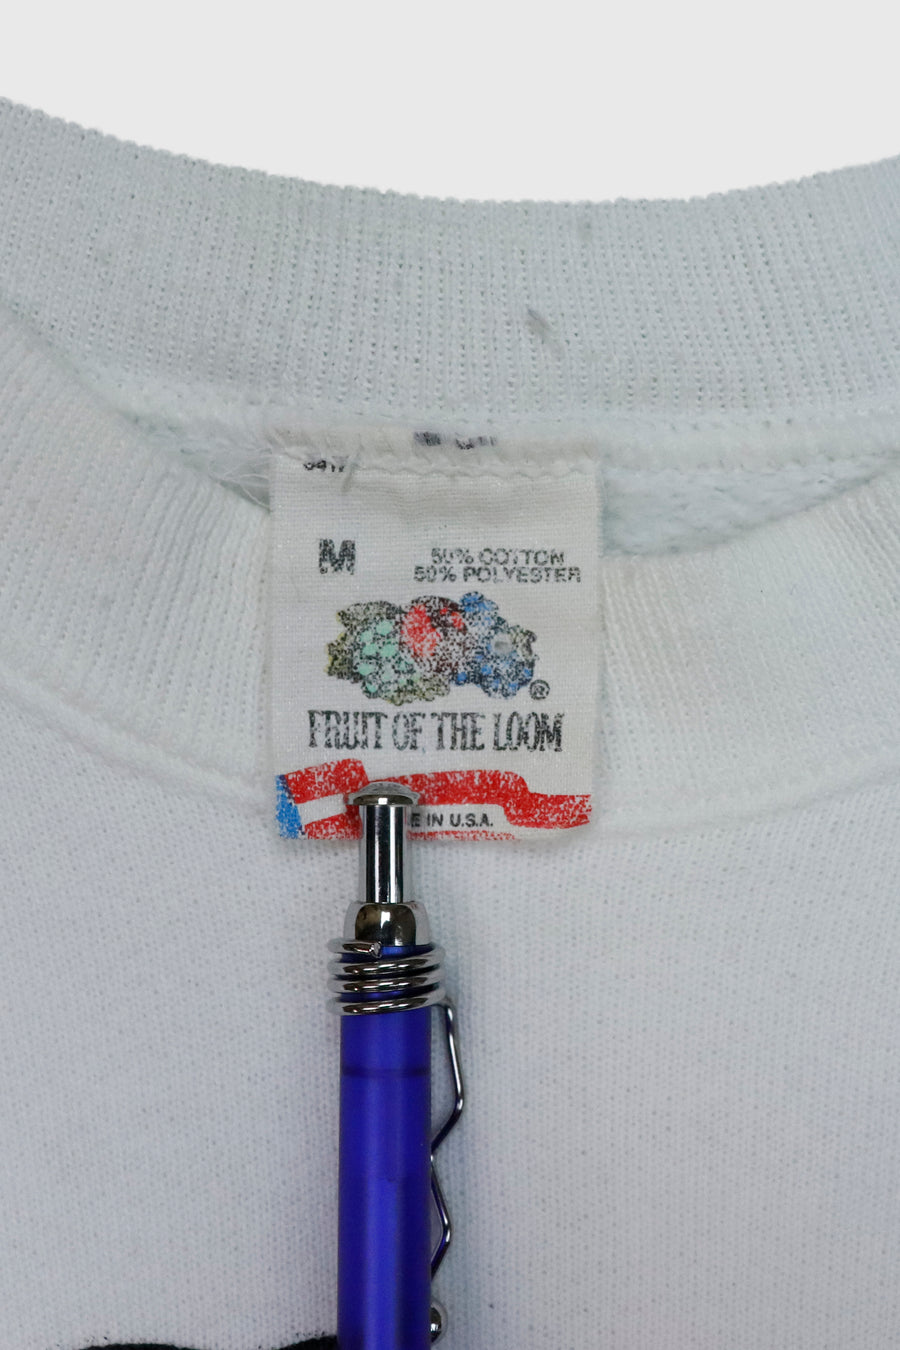 M
50% COTTON
50% POLYESTER
®
FRUIT OF THE LOOM
E IN U.S.A.